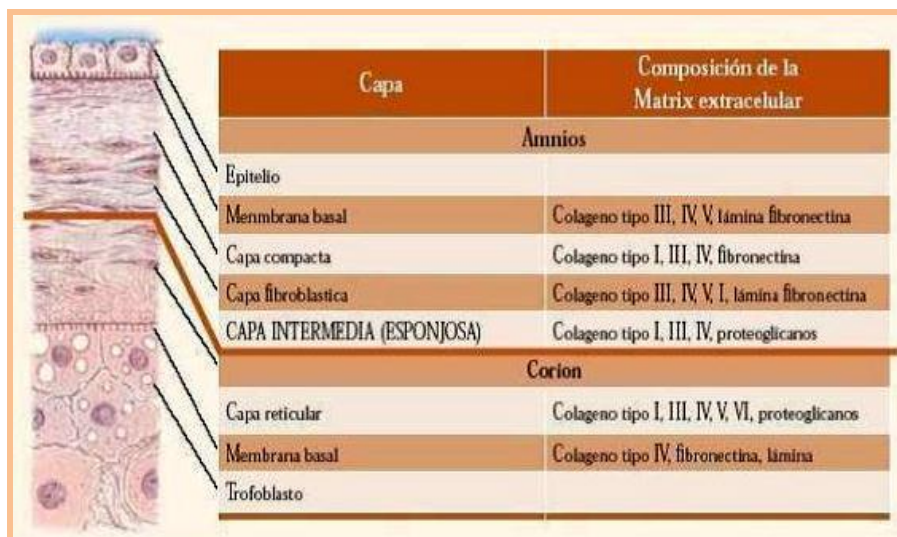 Capa
Composición de la
Matrix extracelular
Amnios
Epitelio
Menmbrana basal
Colageno tipo III, IV, V, lámina fibronectina
Capa compacta
Colageno tipo I, III, IV, fibronectina
Capa fibroblastica
Colageno tipo III, IV, V, I, lámina fibronectina
CAPA INTERMEDIA (ESPONJOSA)
Colageno tipo I, III, IV, proteoglicanos
Corion
Capa reticular
Colageno tipo I, III, IV, V, VI, proteoglicanos
Membrana basal
Colageno tipo IV, fibronectina, lámina
Trofoblasto